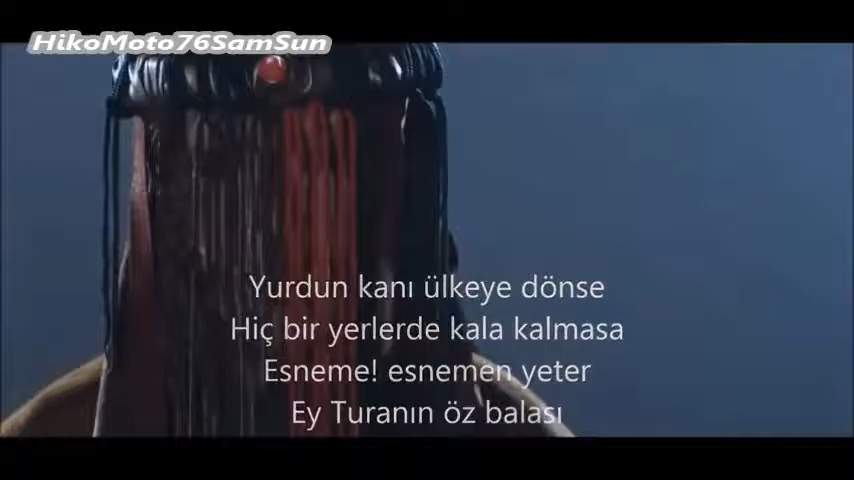 HikoMoto76SamSun
Yurdun kanı ülkeye dönse
Hiç bir yerlerde kala kalmasa
Esneme! esnemen yeter
Ey Turanın öz balası